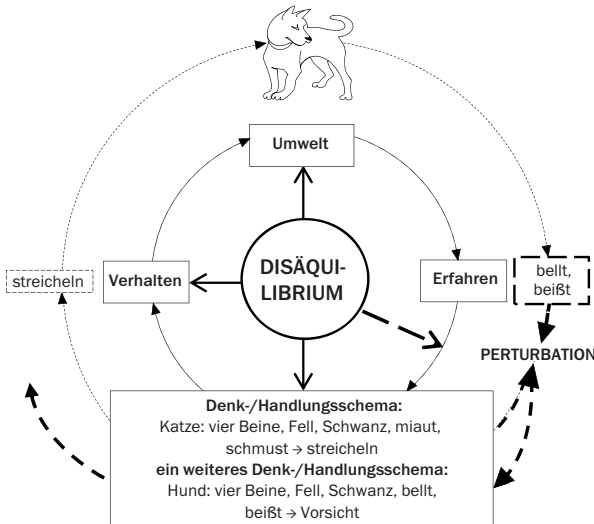 Umwelt
streicheln
Verhalten
DISÄQUI-
LIBRIUM
Erfahren
bellt,
beißt
PERTURBATION
Denk-/Handlungsschema:
Katze: vier Beine, Fell, Schwanz, miaut,
schmust → streicheln
ein weiteres Denk-/Handlungsschema:
Hund: vier Beine, Fell, Schwanz, bellt,
beißt → Vorsicht